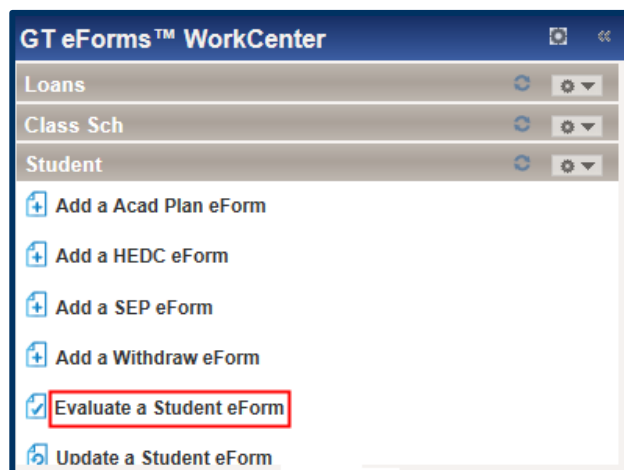 GT eForms™ WorkCenter
Loans
Class Sch
Student
Add a Acad Plan eForm
Add a HEDC eForm
Add a SEP eForm
Add a Withdraw eForm
Evaluate a Student eForm
Update a Student eForm